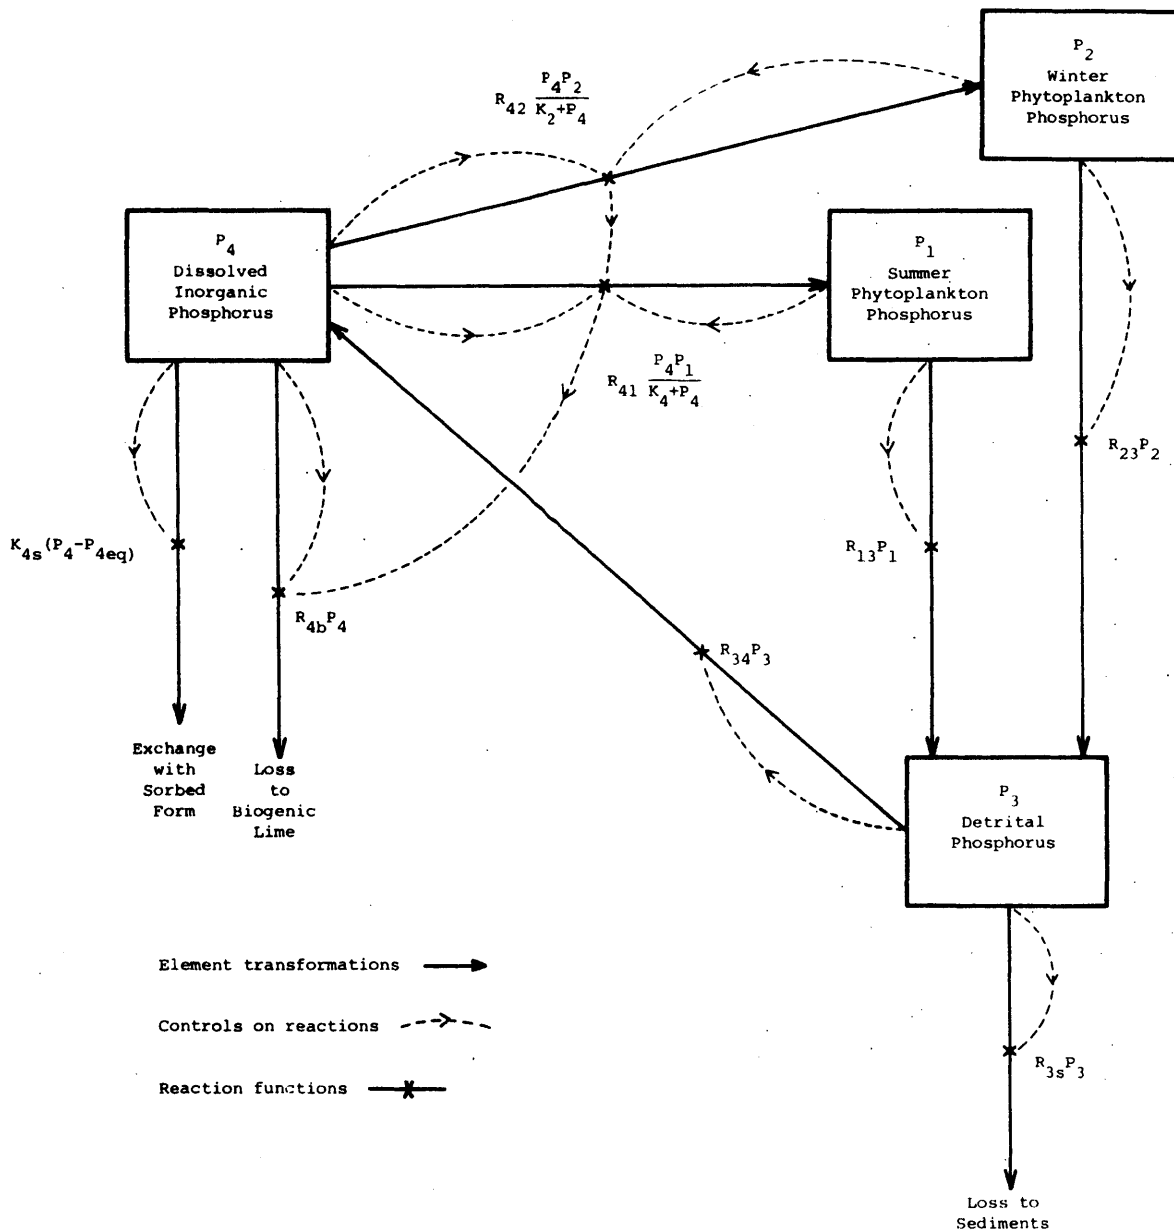 P2
Winter
Phytoplankton
Phosphorus
R42 P4P2
K2+P4
P4
Dissolved
Inorganic
Phosphorus
P1
Summer
Phytoplankton
Phosphorus
R41 P4P1
K4+P4
R23P2
K4s(P4-P4eq)
R13P1
R4bP4
R34P3
Exchange
with
Sorbed
Form
Loss
to
Biogenic
Lime
P3
Detrital
Phosphorus
Element transformations
Controls on reactions
Reaction functions
R3sP3
Loss to
Sediments